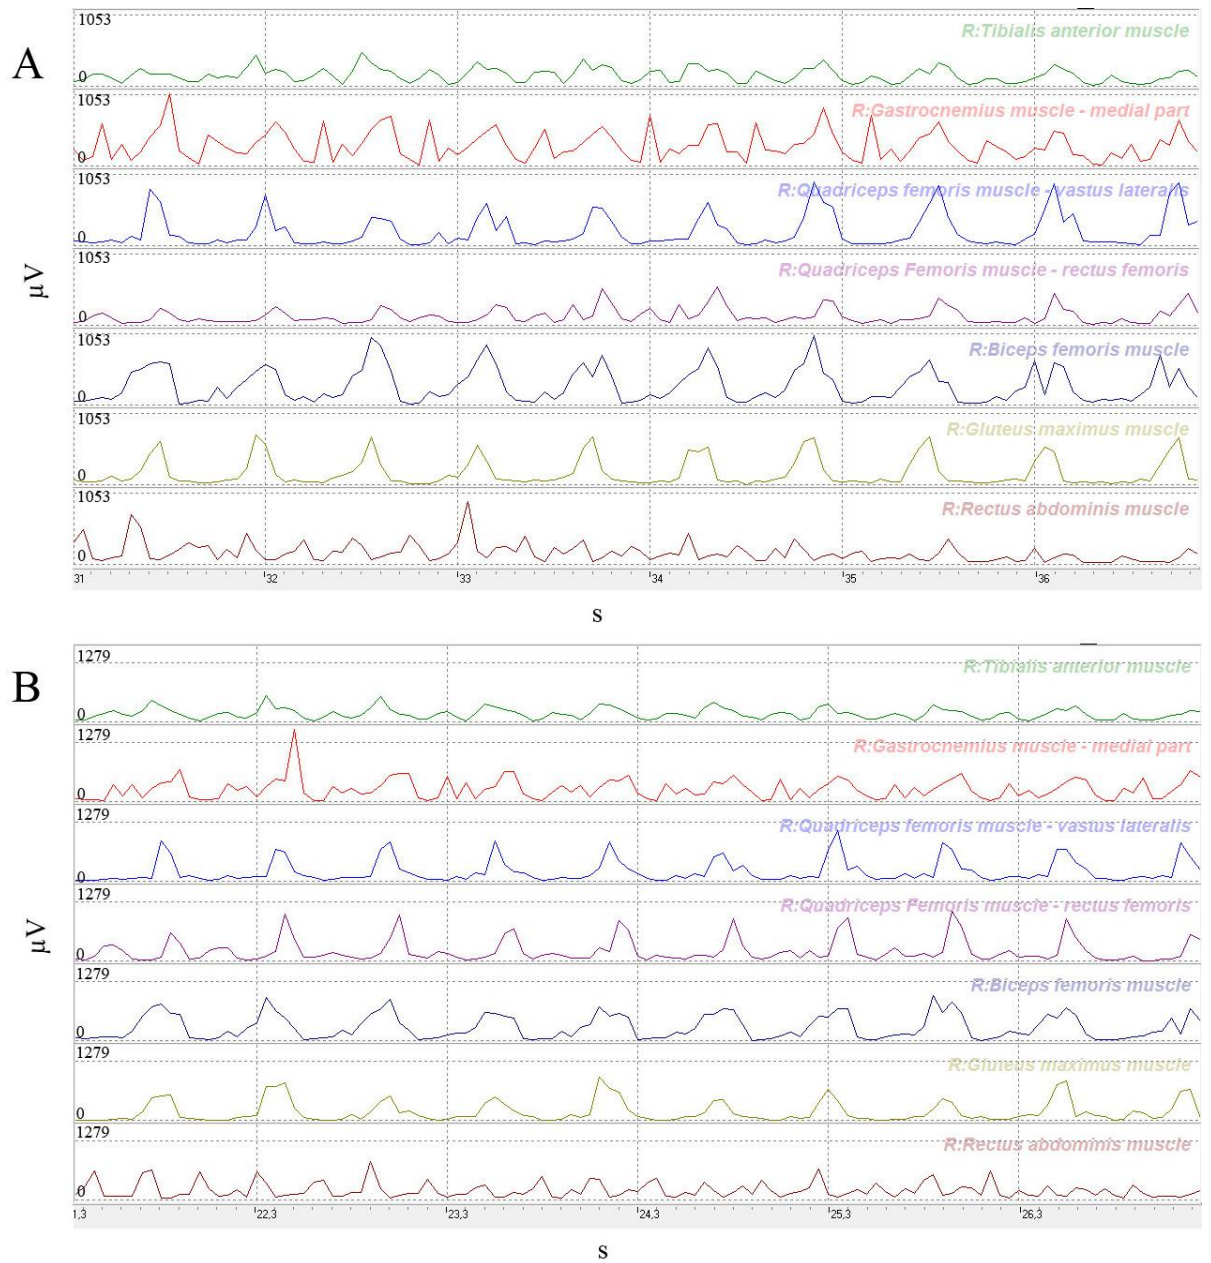 A
1053
R:Tibialis anterior muscle
0
1053
R:Gastrocnemius muscle - medial part
0
1053
R:Quadriceps femoris muscle - vastus lateralis
0
1053
R:Quadriceps Femoris muscle - rectus femoris
0
1053
R:Biceps femoris muscle
0
1053
R:Gluteus maximus muscle
0
1053
R:Rectus abdominis muscle
0
µV
31 32 33 34 35 36
s
B
1279
R:Tibialis anterior muscle
0
1279
R:Gastrocnemius muscle - medial part
0
1279
R:Quadriceps femoris muscle - vastus lateralis
0
1279
R:Quadriceps Femoris muscle - rectus femoris
0
1279
R:Biceps femoris muscle
0
1279
R:Gluteus maximus muscle
0
1279
R:Rectus abdominis muscle
0
µV
1,3 22,3 23,3 24,3 25,3 26,3
s